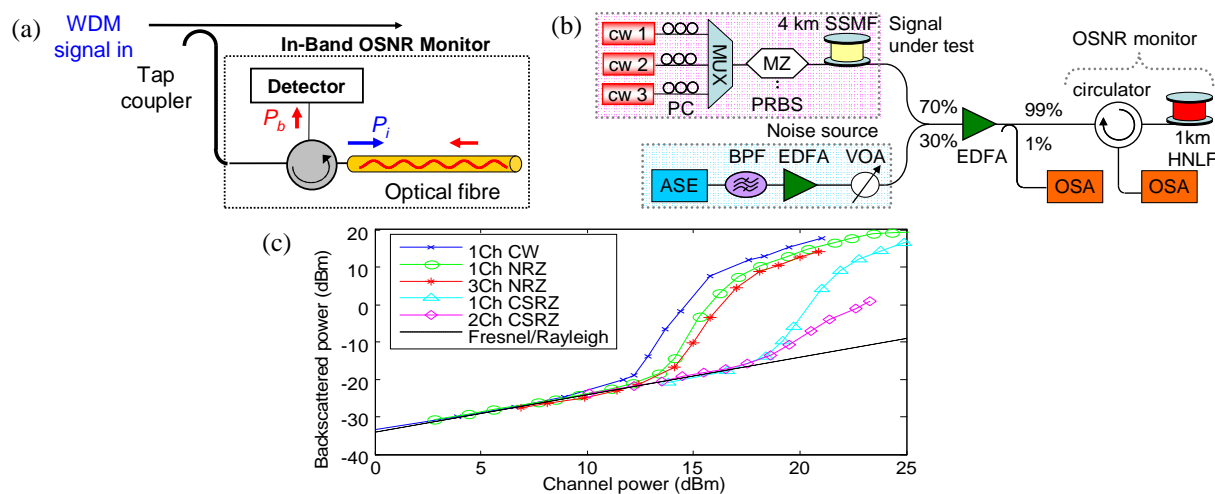 (a)
WDM
signal in
Tap
coupler
In-Band OSNR Monitor
Detector
P_b
P_i
Optical fibre
(b)
cw 1
cw 2
cw 3
PC
MUX
MZ
PRBS
4 km SSMF
Signal
under test
Noise source
ASE
BPF
EDFA
VOA
70%
30%
EDFA
99%
1%
OSA
OSNR monitor
circulator
1km
HNLF
OSA
(c)
Backscattered power (dBm)
20
10
0
-10
-20
-30
-40
1Ch CW
1Ch NRZ
3Ch NRZ
1Ch CSRZ
2Ch CSRZ
Fresnel/Rayleigh
0 5 10 15 20 25
Channel power (dBm)